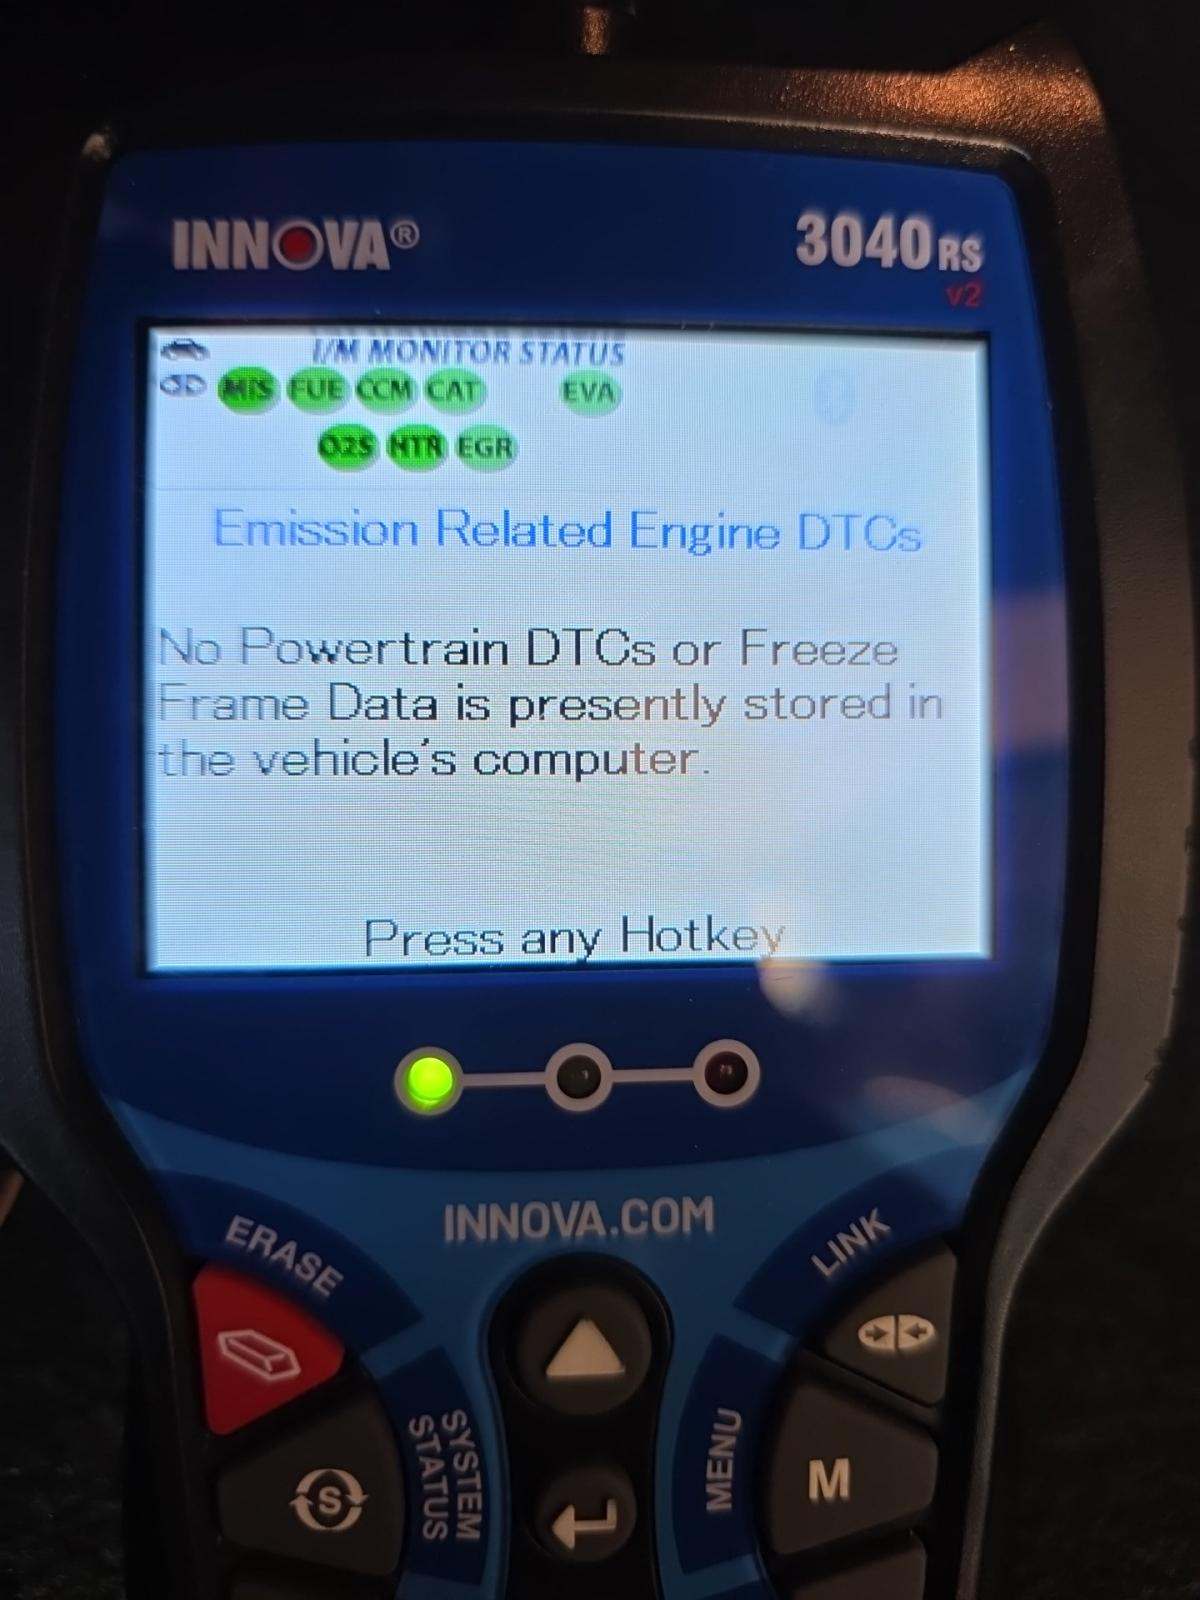 INNOVA®
3040RS
v2
I/M MONITOR STATUS
MIS FUE CCM CAT EVA
O2S HTR EGR
Emission Related Engine DTCs
No Powertrain DTCs or Freeze
Frame Data is presently stored in
the vehicle's computer.
Press any Hotkey
INNOVA.COM
ERASE
LINK
SYSTEM
STATUS
S
MENU
M